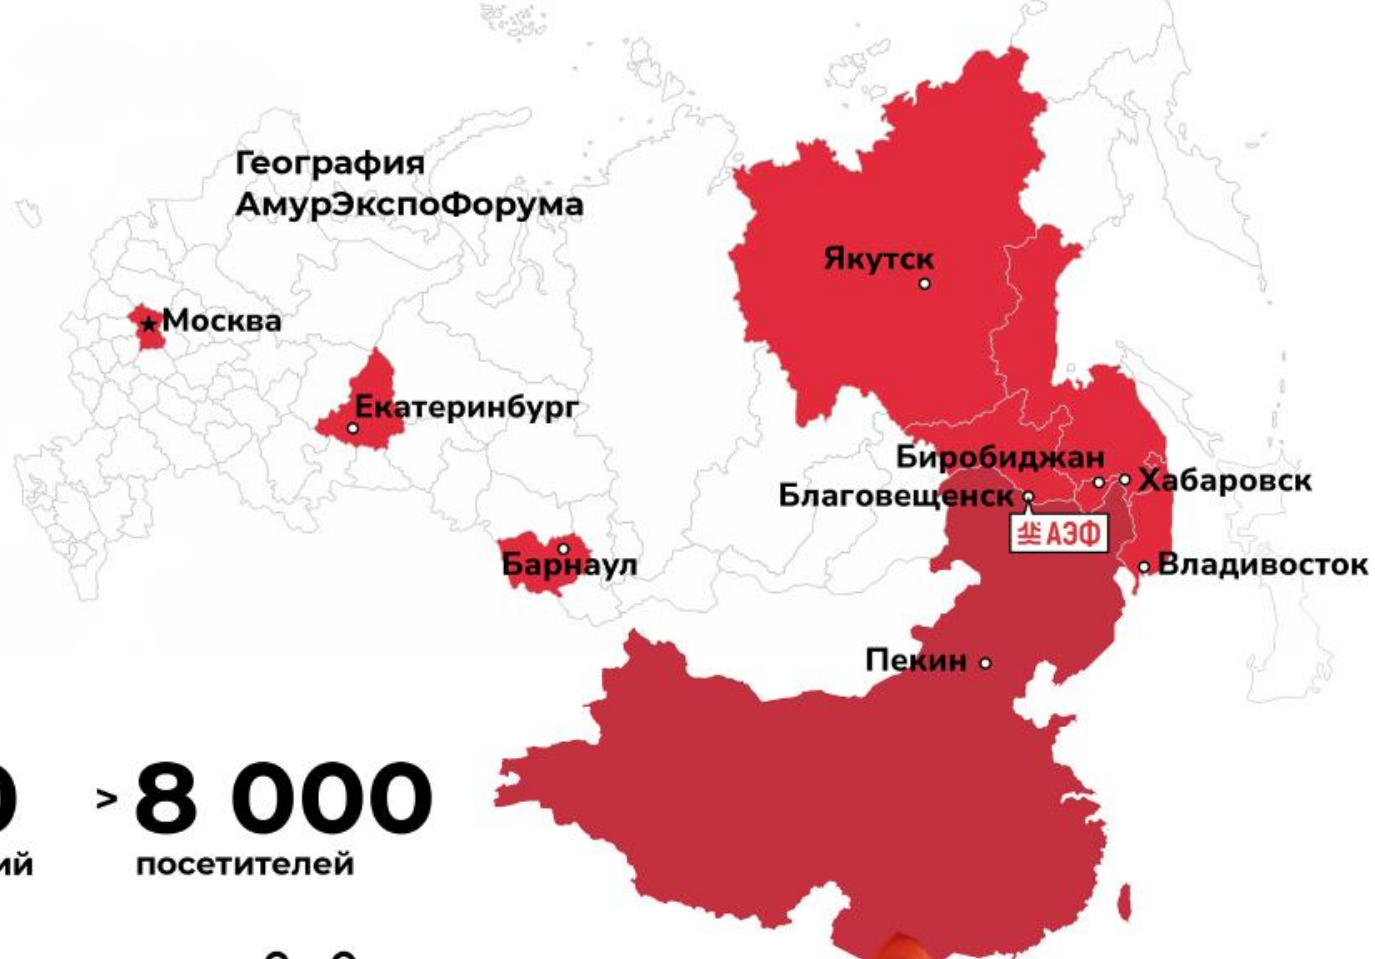 География
АмурЭкспоФорума
Якутск
Москва
Екатеринбург
Биробиджан
Хабаровск
Благовещенск
АЭФ
Барнаул
Владивосток
Пекин
> 8 000
посетителей